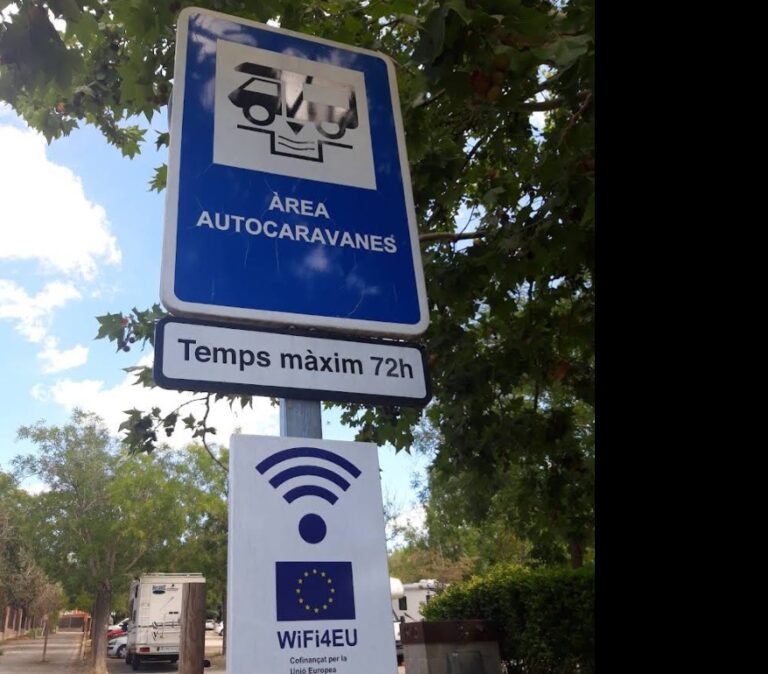 ÀREA
AUTOCARAVANES
Temps màxim 72h
WiFi4EU
Cofinançat per la
Unió Europea